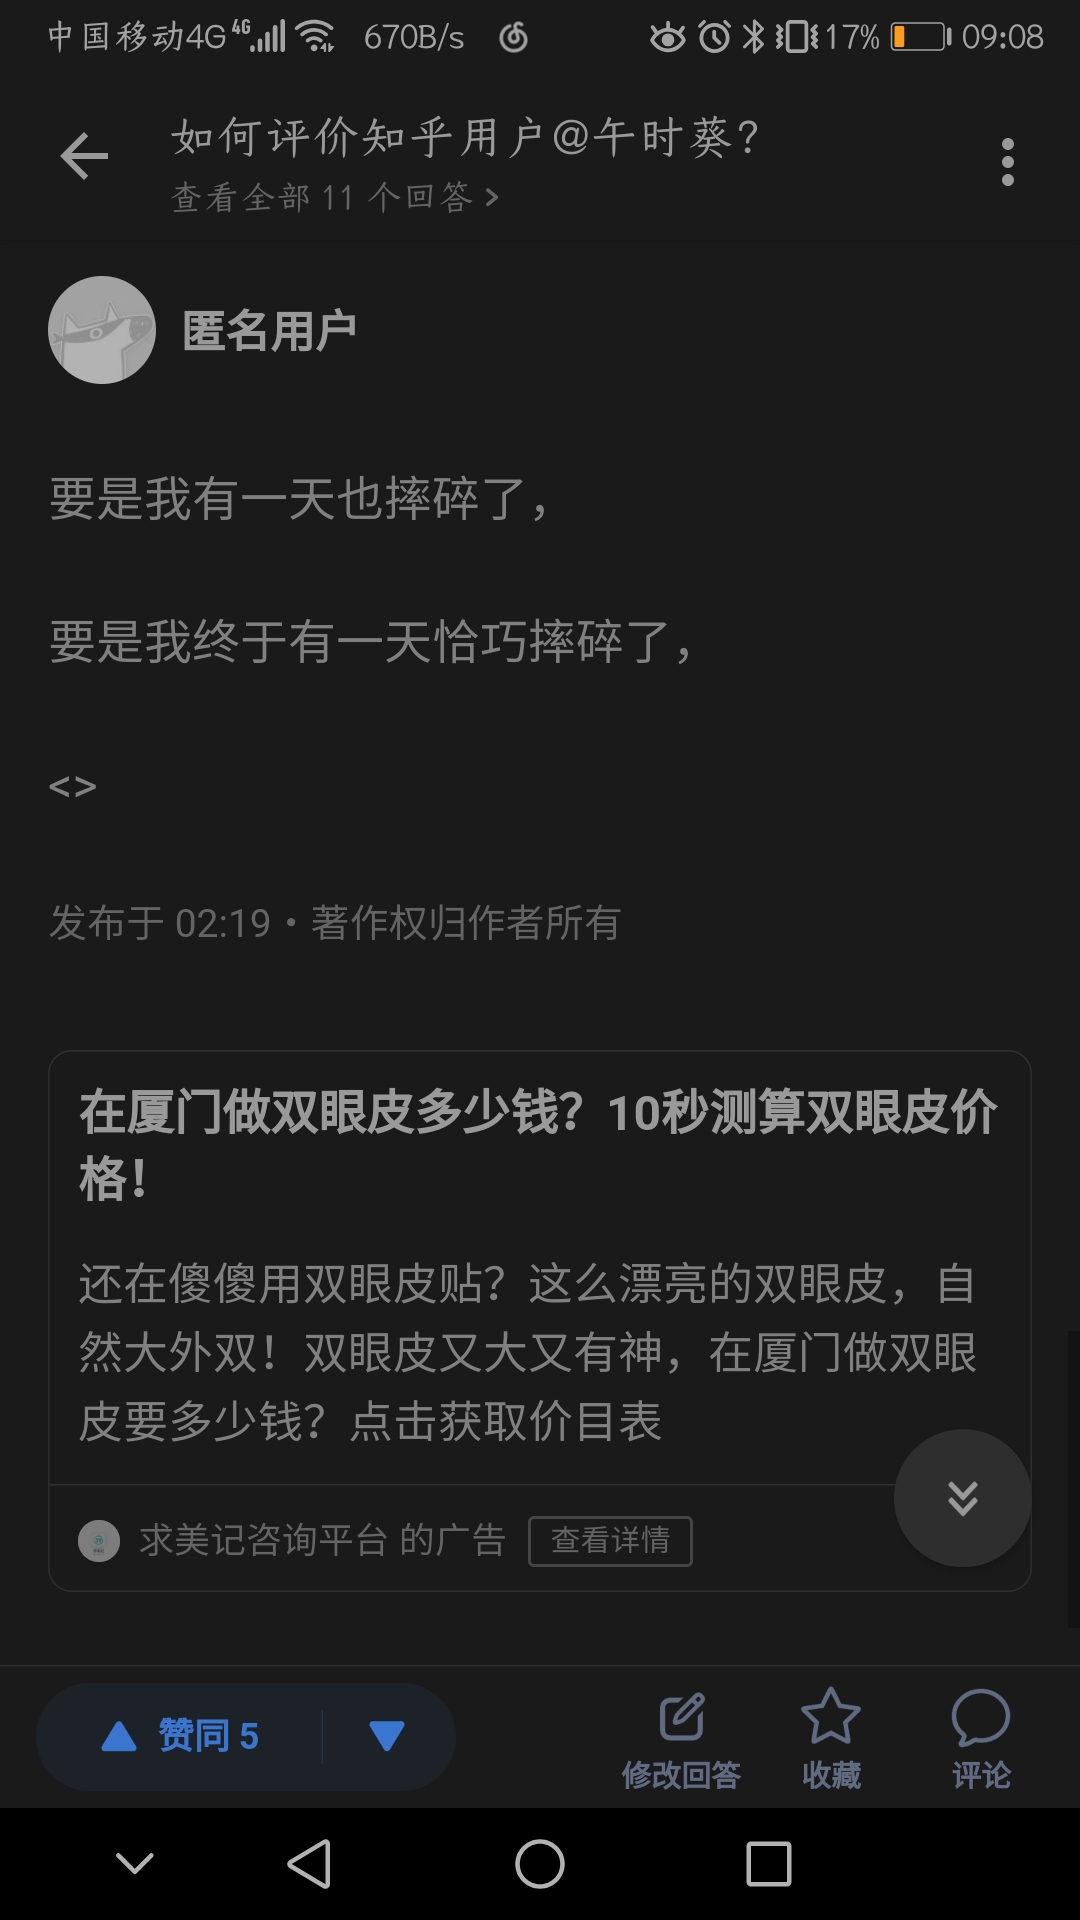 中国移动4G 4G 670B/s 17% 09:08
如何评价知乎用户@午时葵?
查看全部 11 个回答 >
匿名用户
要是我有一天也摔碎了，
要是我终于有一天恰巧摔碎了，
<>
发布于 02:19 · 著作权归作者所有
在厦门做双眼皮多少钱？10秒测算双眼皮价
格！
还在傻傻用双眼皮贴？这么漂亮的双眼皮，自
然大外双！双眼皮又大又有神，在厦门做双眼
皮要多少钱？点击获取价目表
求美记咨询平台 的广告 查看详情
赞同 5
修改回答 收藏 评论